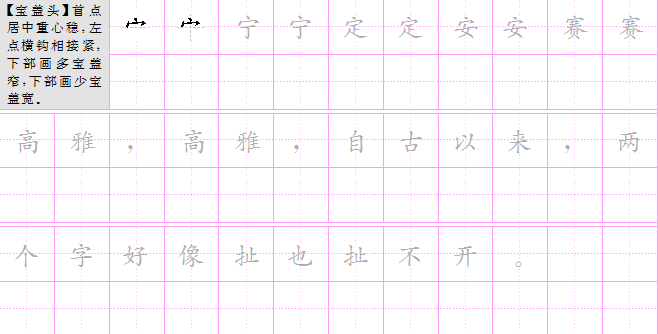 【宝盖头】首点
居中重心稳，左
点横钩相接紧，
下部画多宝盖
窄，下部画少宝
盖宽。
宀宀宁宁定定安安赛赛
高雅，高雅，自古以来，两
个字好像扯也扯不开。